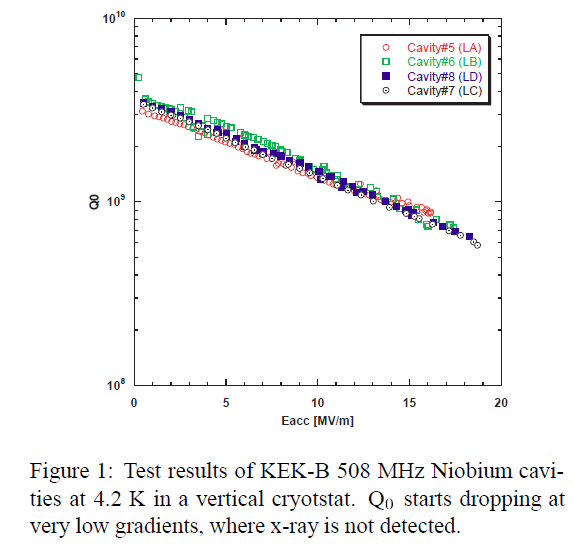 10^10
Cavity#5 (LA)
Cavity#6 (LB)
Cavity#8 (LD)
Cavity#7 (LC)
Q0
10^9
10^8
0 5 10 15 20
Eacc [MV/m]
Figure 1: Test results of KEK-B 508 MHz Niobium cavi-
ties at 4.2 K in a vertical cryotstat. Q0 starts dropping at
very low gradients, where x-ray is not detected.